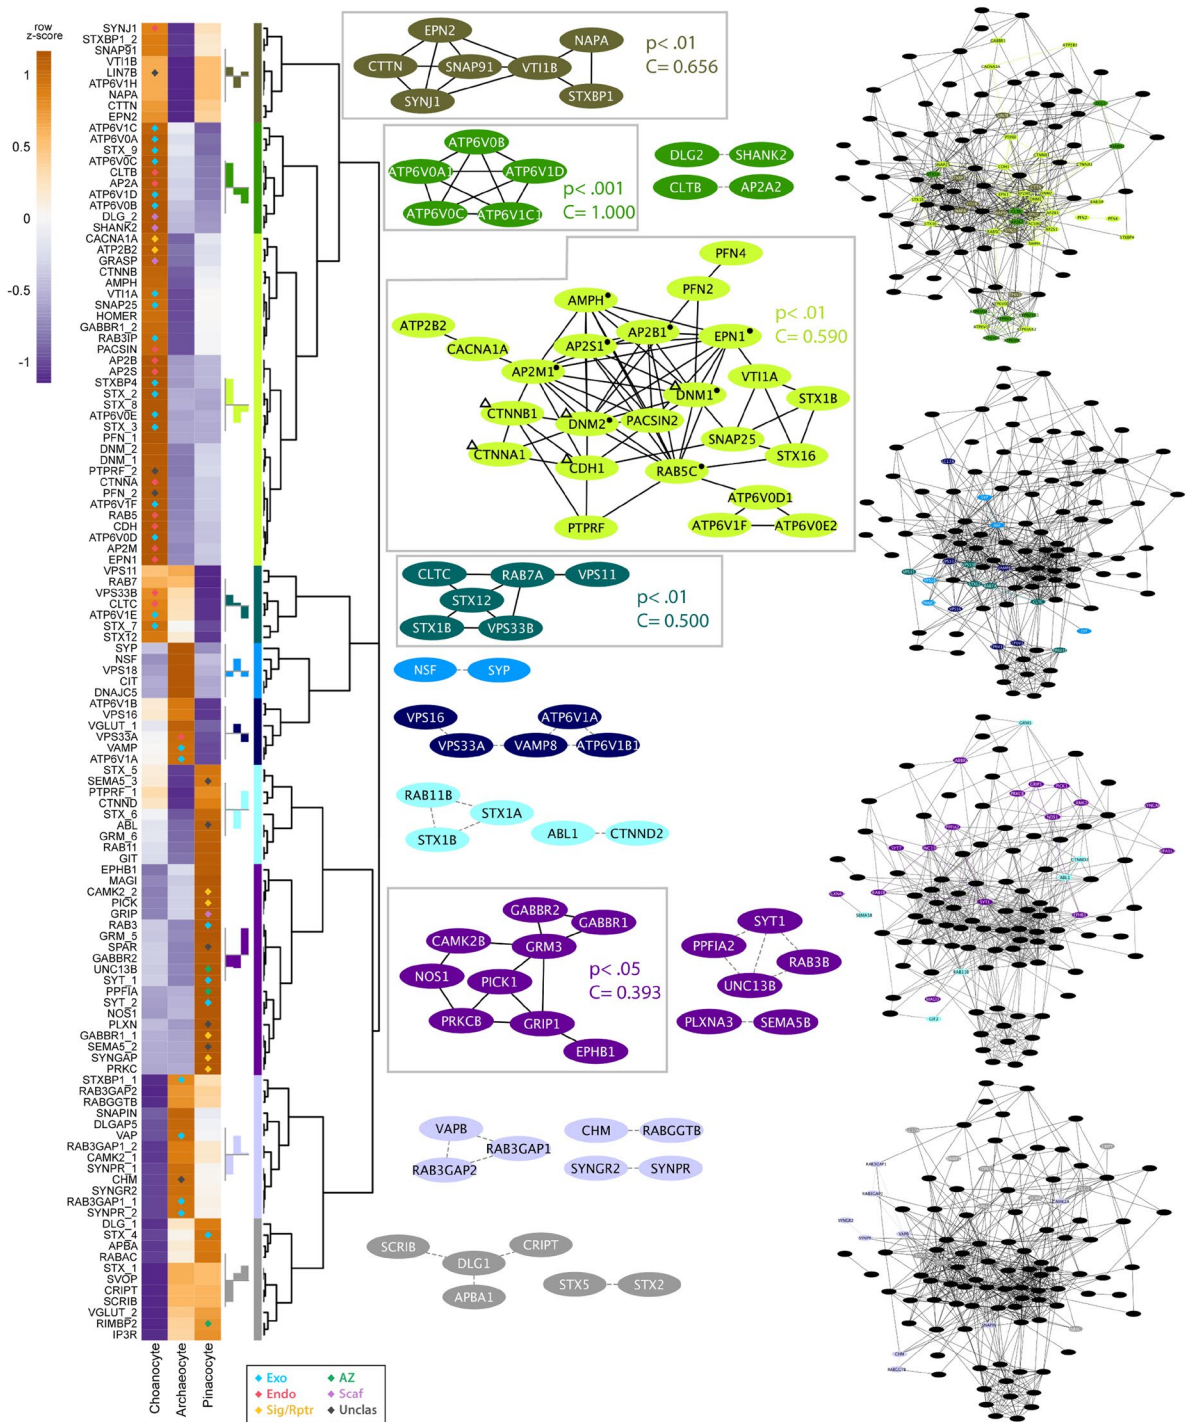 row
z-score
1
0.5
0
-0.5
-1
SYNJ1
STXBP1_2
SNAP91
VTI1B
LIN7B
ATP6V1H
NAPA
CTTN
EPN2
ATP6V1C
ATP6V0A
STX_9
ATP6V0C
CLTB
AP2A
ATP6V1D
ATP6V0B
DLG_2
SHANK2
CACNA1A
ATP2B2
GRASP
CTNNB
AMPH
VTI1A
SNAP25
HOMER
GABBR1_2
RAB3IP
PACSIN
AP2B
AP2S
STXBP4
STX_2
STX_8
ATP6V0E
STX_3
PFN_1
DNM_2
DNM_1
PTPRF_2
CTNNA
PFN_2
ATP6V1F
RAB5
CDH
ATP6V0D
AP2M
EPN1
VPS11
RAB7
VPS33B
CLTC
ATP6V1E
STX_7
STX12
SYP
NSF
VPS18
CIT
DNAJC5
ATP6V1B
VPS16
VGLUT_1
VPS33A
VAMP
ATP6V1A
STX_5
SEMA5_3
PTPRF_1
CTNND
STX_6
ABL
GRM_6
RAB11
GIT
EPHB1
MAGI
CAMK2_2
PICK
GRIP
RAB3
GRM_5
SPAR
GABBR2
UNC13B
SYT_1
PPFIA
SYT_2
NOS1
PLXN
GABBR1_1
SEMA5_2
SYNGAP
PRKC
STXBP1_1
RAB3GAP2
RABGGTB
SNAPIN
DLGAP5
VAP
RAB3GAP1_2
CAMK2_1
SYNPR_1
CHM
SYNGR2
RAB3GAP1_1
SYNPR_2
DLG_1
STX_4
APBA
RABAC
STX_1
SVOP
CRIPT
SCRIB
VGLUT_2
RIMBP2
IP3R
Choanocyte
Archaeocyte
Pinacocyte
EPN2
NAPA
CTTN
SNAP91
VTI1B
SYNJ1
STXBP1
p< .01
C= 0.656
ATP6V0B
ATP6V0A1
ATP6V1D
ATP6V0C
ATP6V1C1
p< .001
C= 1.000
DLG2
SHANK2
CLTB
AP2A2
PFN4
PFN2
AMPH
ATP2B2
AP2B1
EPN1
CACNA1A
AP2S1
AP2M1
VTI1A
DNM1
STX1B
CTNNB1
DNM2
PACSIN2
SNAP25
CTNNA1
STX16
CDH1
RAB5C
ATP6V0D1
PTPRF
ATP6V1F
ATP6V0E2
p< .01
C= 0.590
CLTC
RAB7A
VPS11
STX12
STX1B
VPS33B
p< .01
C= 0.500
NSF
SYP
VPS16
ATP6V1A
VPS33A
VAMP8
ATP6V1B1
RAB11B
STX1A
STX1B
ABL1
CTNND2
GABBR2
GABBR1
CAMK2B
GRM3
NOS1
PICK1
PRKCB
GRIP1
EPHB1
p< .05
C= 0.393
SYT1
PPFIA2
RAB3B
UNC13B
PLXNA3
SEMA5B
VAPB
RAB3GAP1
RAB3GAP2
CHM
RABGGTB
SYNGR2
SYNPR
SCRIB
CRIPT
DLG1
APBA1
STX5
STX2
Exo
Endo
Sig/Rptr
AZ
Scaf
Unclas